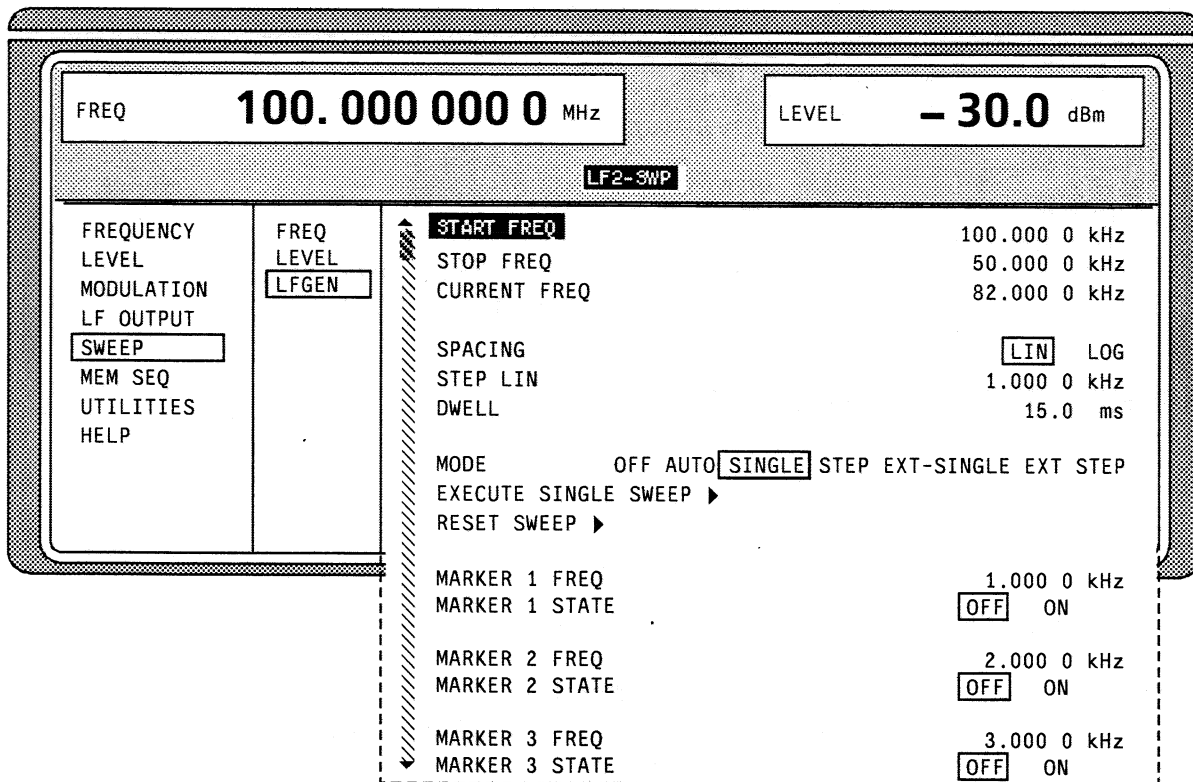 FREQ 100. 000 000 0 MHz LEVEL – 30.0 dBm
LF2-SWP
FREQUENCY
LEVEL
MODULATION
LF OUTPUT
SWEEP
MEM SEQ
UTILITIES
HELP
FREQ
LEVEL
LFGEN
START FREQ 100.000 0 kHz
STOP FREQ 50.000 0 kHz
CURRENT FREQ 82.000 0 kHz
SPACING LIN LOG
STEP LIN 1.000 0 kHz
DWELL 15.0 ms
MODE OFF AUTO SINGLE STEP EXT-SINGLE EXT STEP
EXECUTE SINGLE SWEEP
RESET SWEEP
MARKER 1 FREQ 1.000 0 kHz
MARKER 1 STATE OFF ON
MARKER 2 FREQ 2.000 0 kHz
MARKER 2 STATE OFF ON
MARKER 3 FREQ 3.000 0 kHz
MARKER 3 STATE OFF ON